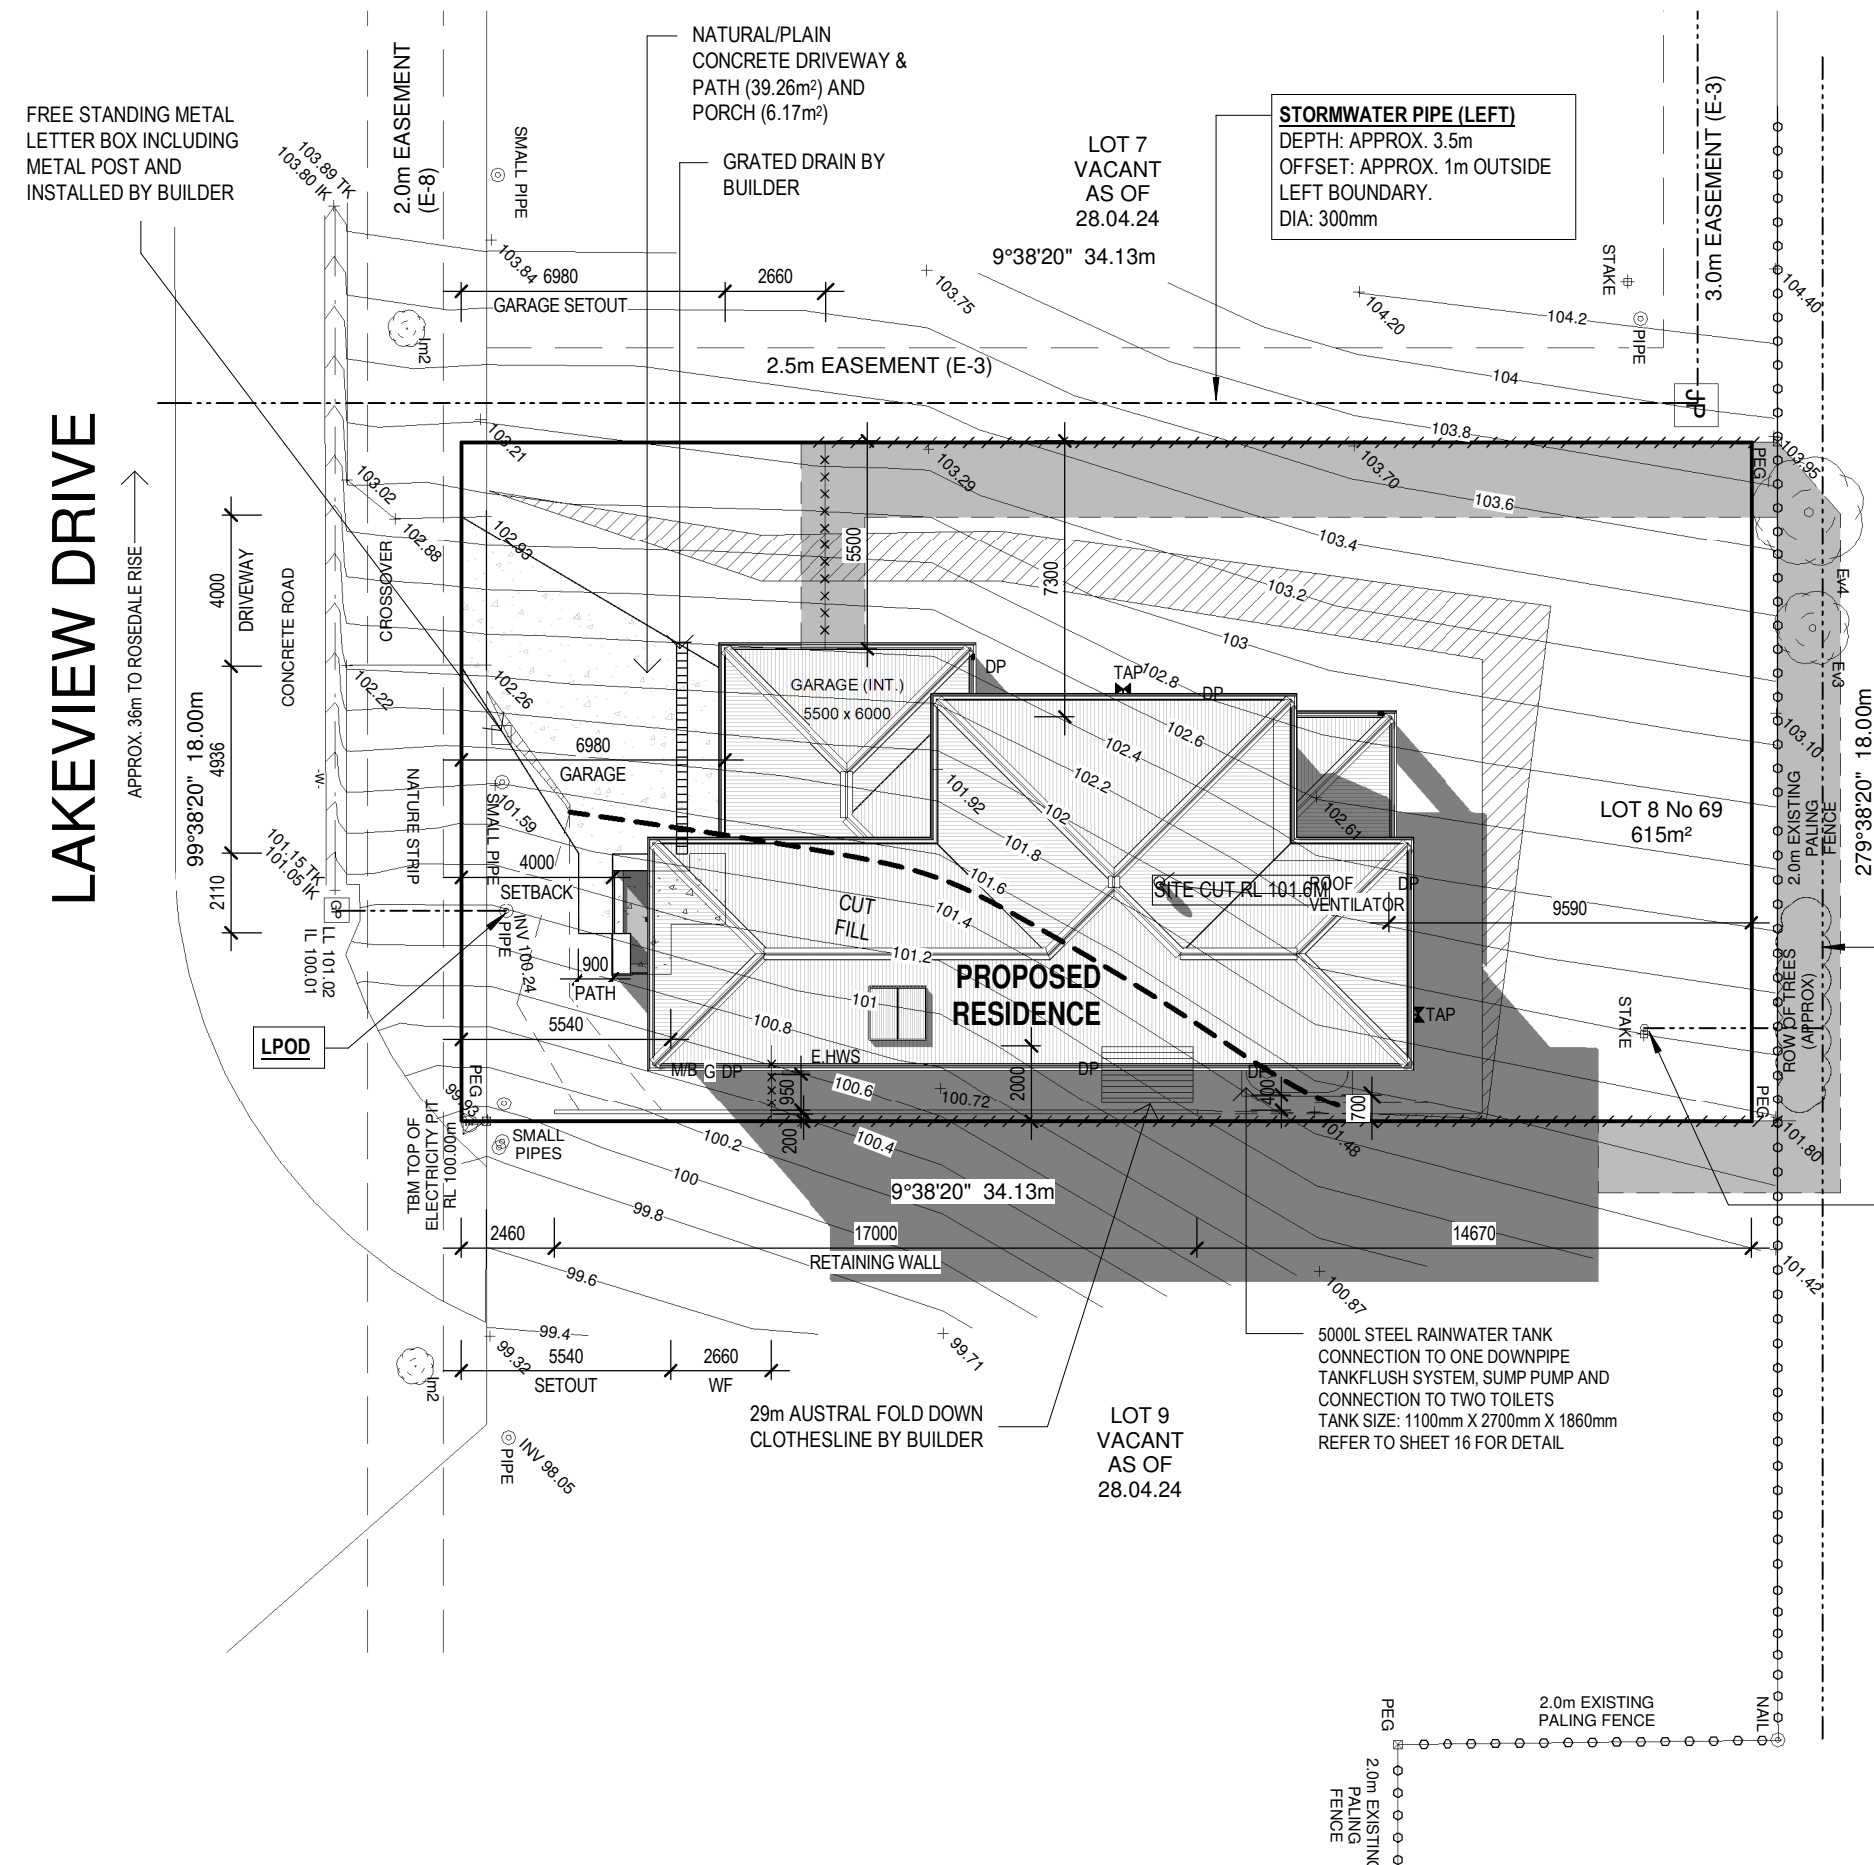 NATURAL/PLAIN
CONCRETE DRIVEWAY &
PATH (39.26m²) AND
PORCH (6.17m²)
FREE STANDING METAL
LETTER BOX INCLUDING
METAL POST AND
INSTALLED BY BUILDER
103.89 TK
103.80 IK
2.0m EASEMENT
(E-8)
SMALL PIPE
GRATED DRAIN BY
BUILDER
LOT 7
VACANT
AS OF
28.04.24
9°38'20" 34.13m
STORMWATER PIPE (LEFT)
DEPTH: APPROX. 3.5m
OFFSET: APPROX. 1m OUTSIDE
LEFT BOUNDARY.
DIA: 300mm
3.0m EASEMENT (E-3)
STAKE
PIPE
103.84
6980
2660
GARAGE SETOUT
103.75
104.20
104.2
104.40
lm2
2.5m EASEMENT (E-3)
104
JP
103.8
103.21
103.29
103.70
103.95
PEG
103.6
103.4
103.2
103
LAKEVIEW DRIVE
APPROX. 36m TO ROSEDALE RISE
99°38'20" 18.00m
4000
DRIVEWAY
4936
2110
CONCRETE ROAD
CROSSOVER
103.02
102.88
102.93
102.22
102.26
5500
7300
Ev4
Ev3
GARAGE (INT.)
5500 x 6000
DP
TAP
102.8
DP
102.6
102.4
102.2
102
101.92
101.8
101.6
101.4
101.2
101
100.8
102.61
103.10
279°38'20" 18.00m
6980
GARAGE
-W-
NATURE STRIP
SMALL PIPE
101.59
4000
SETBACK
101.15 TK
101.05 IK
GP
LL 101.02
IL 100.01
PIPE
INV 100.24
CUT
FILL
SITE CUT RL 101.6M
ROOF
VENTILATOR
DP
LOT 8 No 69
615m²
2.0m EXISTING
PALING
FENCE
9590
PROPOSED
RESIDENCE
900
PATH
5540
LPOD
ROW OF TREES
(APPROX)
STAKE
TAP
M/B
G
DP
E.HWS
950
200
100.6
100.72
2000
DP
DP
400
700
101.48
PEG
99.93
PEG
101.80
TBM TOP OF
ELECTRICITY PIT
RL 100.00m
SMALL
PIPES
100.4
100.2
100
99.8
99.6
99.4
9°38'20" 34.13m
2460
17000
14670
RETAINING WALL
101.42
100.87
99.32
99.71
5540
2660
SETOUT
WF
lm2
29m AUSTRAL FOLD DOWN
CLOTHESLINE BY BUILDER
LOT 9
VACANT
AS OF
28.04.24
5000L STEEL RAINWATER TANK
CONNECTION TO ONE DOWNPIPE
TANKFLUSH SYSTEM, SUMP PUMP AND
CONNECTION TO TWO TOILETS
TANK SIZE: 1100mm X 2700mm X 1860mm
REFER TO SHEET 16 FOR DETAIL
PIPE
INV 98.05
PEG
2.0m EXISTING
PALING FENCE
NAIL
2.0m EXISTING
PALING
FENCE